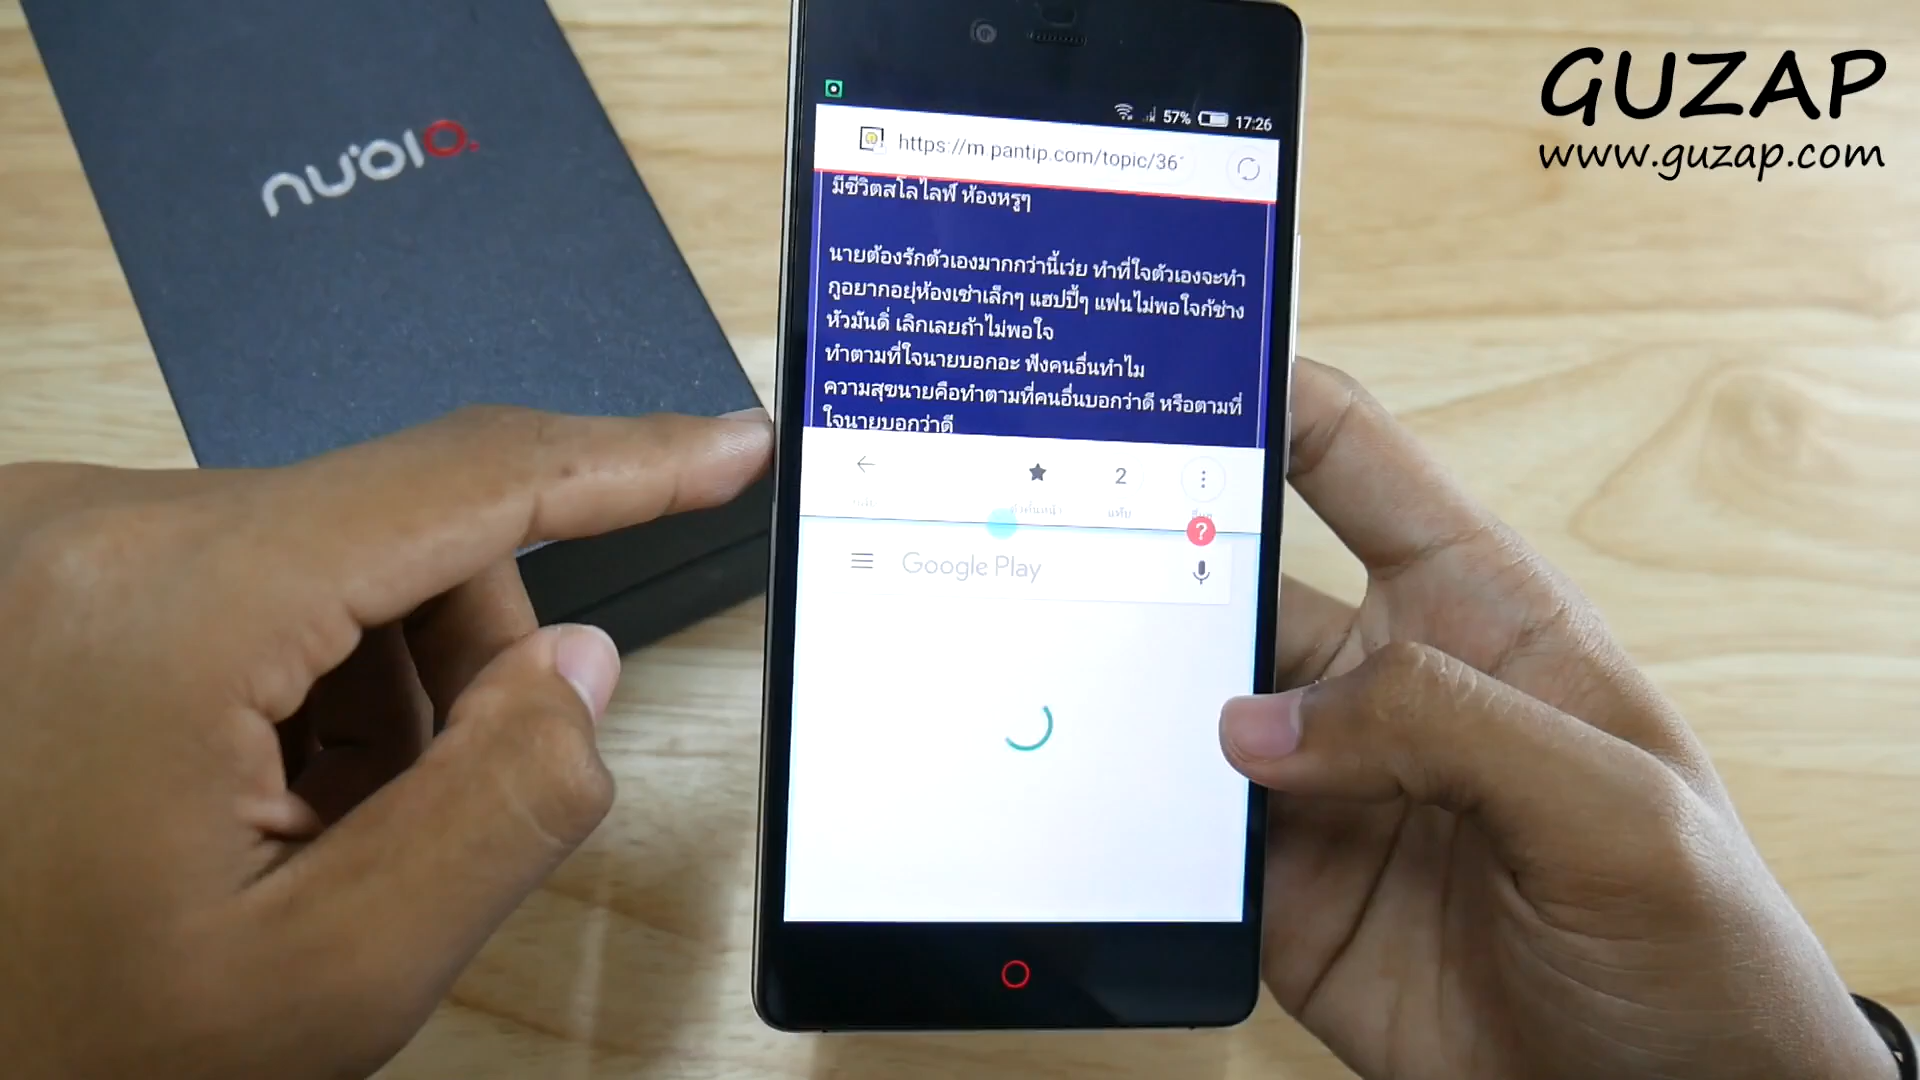 GUZAP
www.guzap.com
nubia
57% 17:26
https://m.pantip.com/topic/36
มีชีวิตสโลไลฟ์ ห้องหรูๆ
นายต้องรักตัวเองมากกว่านี้เว่ย ทำที่ใจตัวเองจะทำ
กูอยากอยู่ห้องเช่าเล็กๆ แฮปปี้ๆ แฟนไม่พอใจก้ช่าง
หัวมันดิ่ เลิกเลยถ้าไม่พอใจ
ทำตามที่ใจนายบอกอะ ฟังคนอื่นทำไม
ความสุขนายคือทำตามที่คนอื่นบอกว่าดี หรือตามที่
ใจนายบอกว่าดี
2
แท็บ
?
Google Play